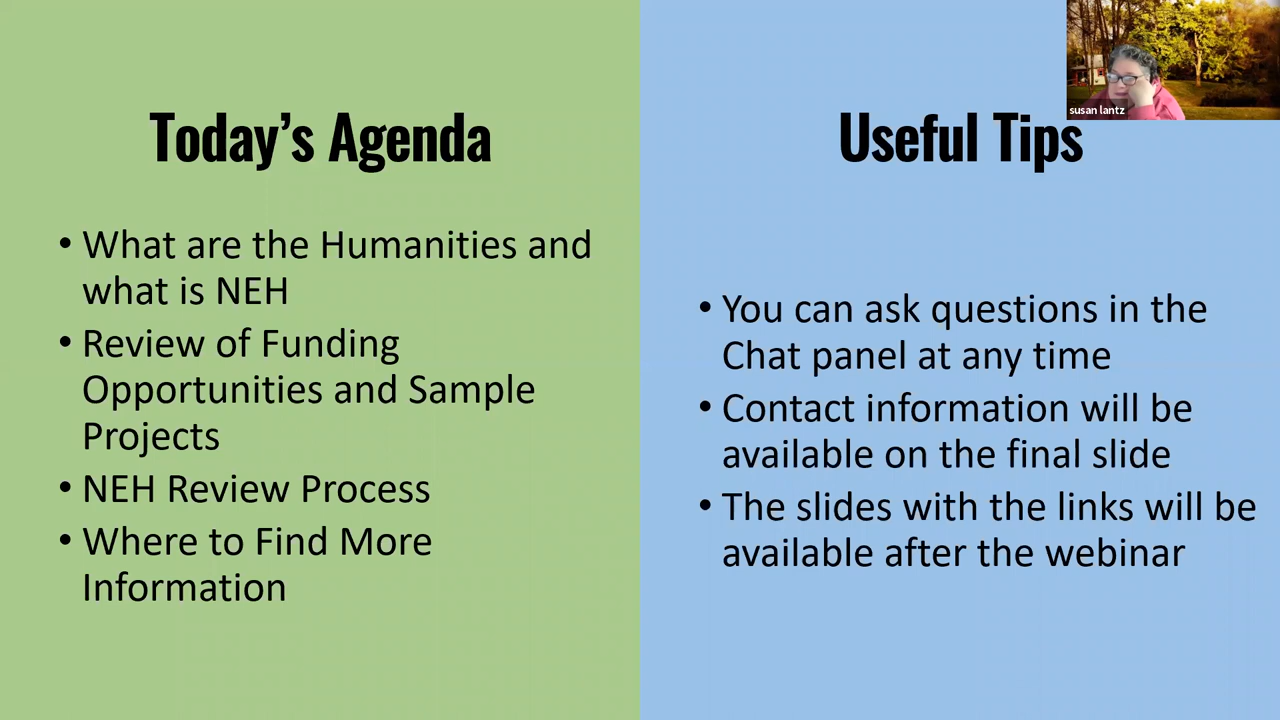 Today’s Agenda
• What are the Humanities and
what is NEH
• Review of Funding
Opportunities and Sample
Projects
• NEH Review Process
• Where to Find More
Information
susan lantz
Useful Tips
• You can ask questions in the
Chat panel at any time
• Contact information will be
available on the final slide
• The slides with the links will be
available after the webinar